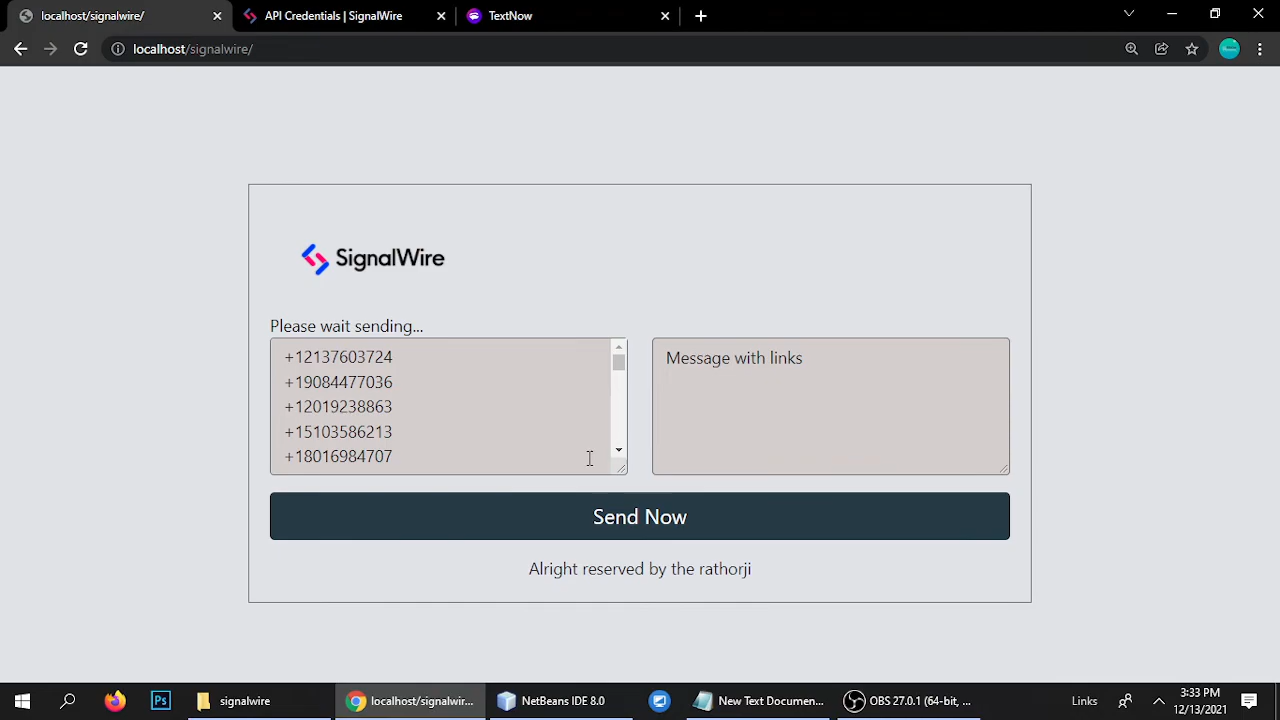 localhost/signalwire/
API Credentials | SignalWire
TextNow
localhost/signalwire/
SignalWire
Please wait sending...
+12137603724
+19084477036
+12019238863
+15103586213
+18016984707
Message with links
Send Now
Alright reserved by the rathorji
Ps
signalwire
localhost/signalwir...
NetBeans IDE 8.0
New Text Documen...
OBS 27.0.1 (64-bit, ...
Links
3:33 PM
12/13/2021